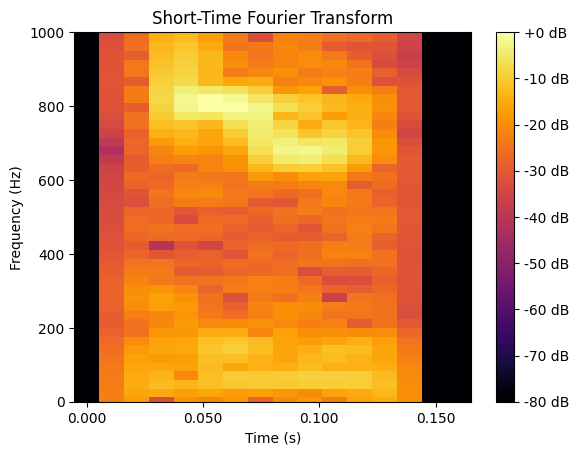 Short-Time Fourier Transform
1000
800
600
400
200
0
Frequency (Hz)
0.000
0.050
0.100
0.150
Time (s)
+0 dB
-10 dB
-20 dB
-30 dB
-40 dB
-50 dB
-60 dB
-70 dB
-80 dB